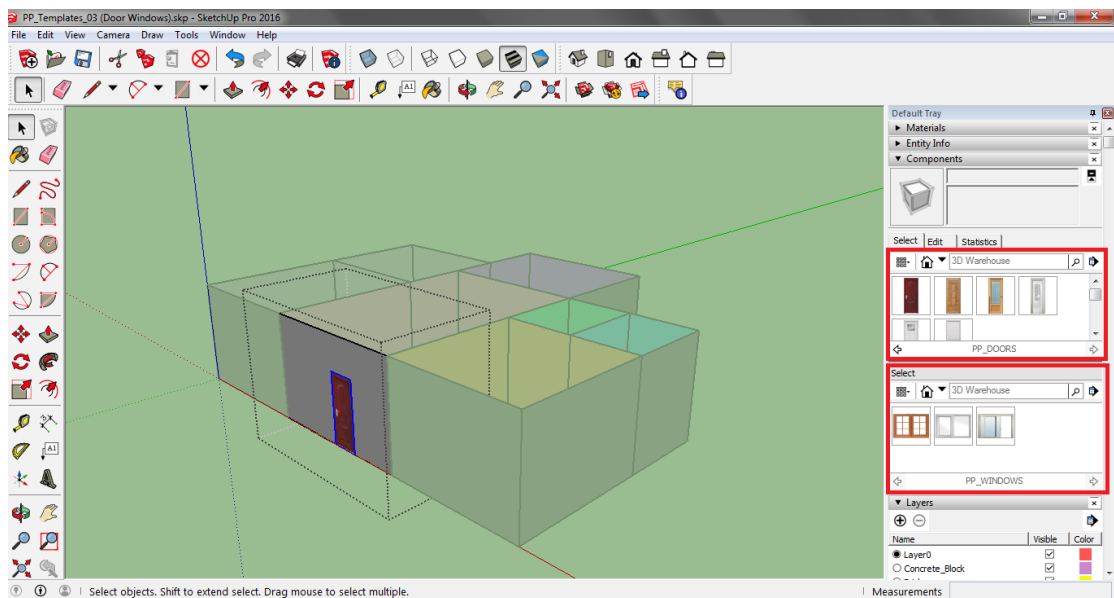 PP_Templates_03 (Door Windows).skp - SketchUp Pro 2016
File Edit View Camera Draw Tools Window Help
A1
Default Tray
Materials
Entity Info
Components
Select Edit Statistics
3D Warehouse
PP_DOORS
Select
3D Warehouse
PP_WINDOWS
A1
Layers
Name Visible Color
Layer0
Concrete_Block
Select objects. Shift to extend select. Drag mouse to select multiple.
Measurements